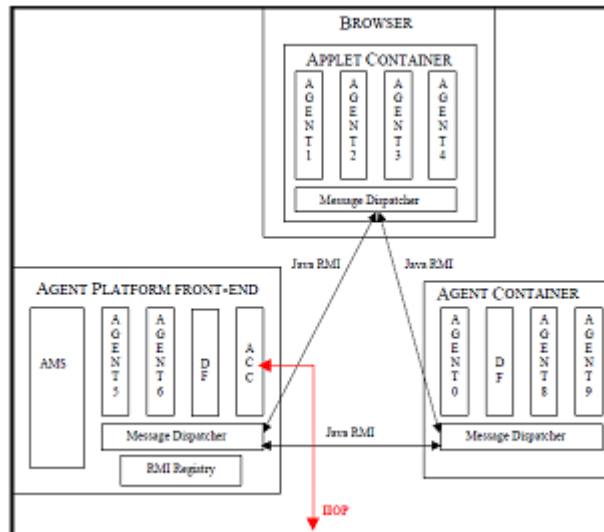 BROWSER
APPLET CONTAINER
AGENT1
AGENT2
AGENT3
AGENT4
Message Dispatcher
Java RMI
Java RMI
AGENT PLATFORM FRONT-END
AMS
AGENT5
AGENT6
DF
ACC
Message Dispatcher
RMI Registry
Java RMI
AGENT CONTAINER
AGENT0
DF
AGENT8
AGENT9
Message Dispatcher
IIOP